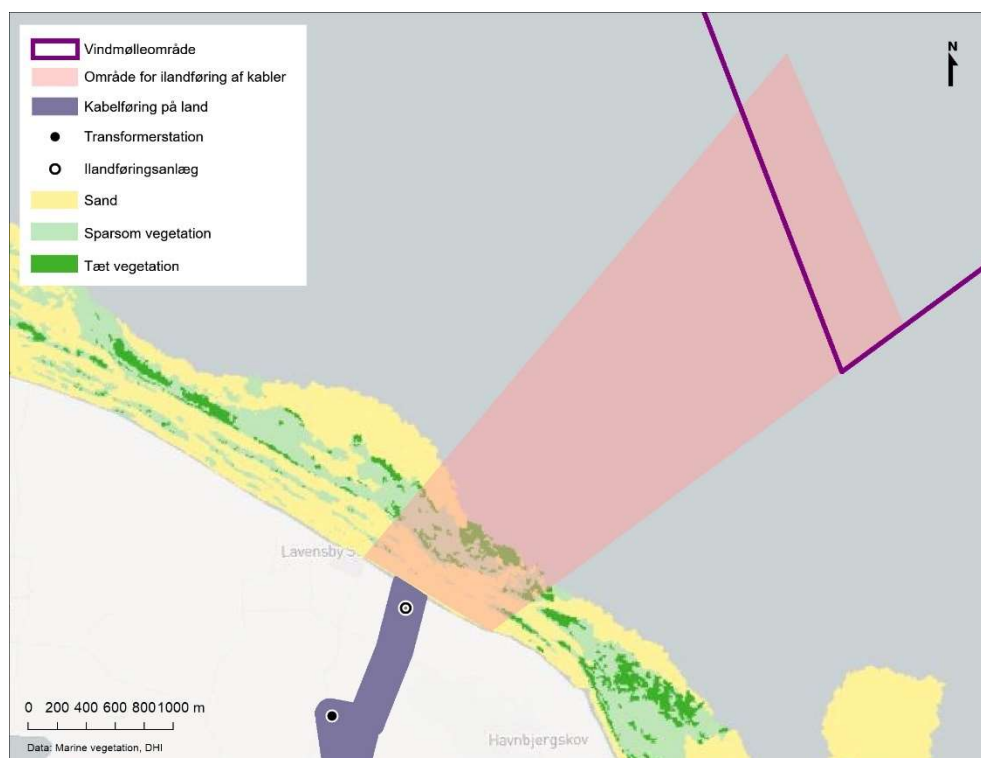 Vindmølleområde
Område for ilandføring af kabler
Kabelføring på land
Transformerstation
Ilandføringsanlæg
Sand
Sparsom vegetation
Tæt vegetation
N
Lavensby S
0 200 400 600 800 1000 m
Havnbjergskov
Data: Marine vegetation, DHI